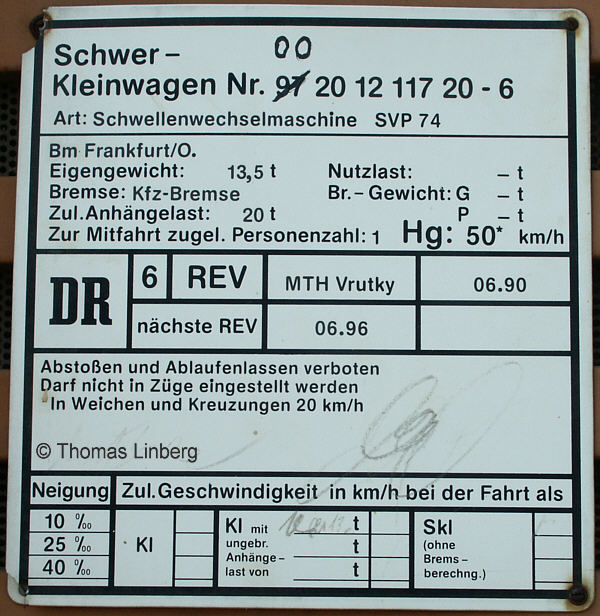 Schwer – 00
Kleinwagen Nr. 97 20 12 117 20 - 6
Art: Schwellenwechselmaschine SVP 74
Bm Frankfurt/O.
Eigengewicht: 13,5 t Nutzlast: – t
Bremse: Kfz-Bremse Br. – Gewicht: G – t
Zul. Anhängelast: 20 t P – t
Zur Mitfahrt zugel. Personenzahl: 1 Hg: 50* km/h
DR 6 REV MTH Vrutky 06.90
nächste REV 06.96
Abstoßen und Ablaufenlassen verboten
Darf nicht in Züge eingestellt werden
In Weichen und Kreuzungen 20 km/h
© Thomas Linberg
Neigung Zul. Geschwindigkeit in km/h bei der Fahrt als
10 ‰ Kl mit t Skl
25 ‰ Kl ungebr. t (ohne
40 ‰ Anhänge – t Brems –
last von berechng.)